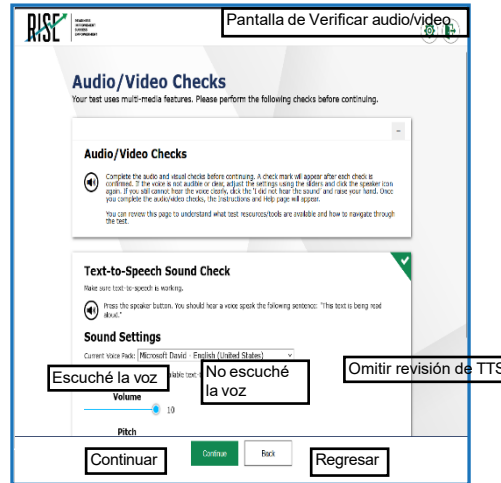 Pantalla de Verificar audio/video
RISE
READINESS
IMPROVEMENT
SUCCESS
EMPOWERMENT
Audio/Video Checks
Your test uses multi-media features. Please perform the following checks before continuing.
Audio/Video Checks
Complete the audio and visual checks before continuing. A check mark will appear after each check is
confirmed. If the voice is not audible or clear, adjust the settings using the sliders and click the speaker icon
again. If you still cannot hear the voice clearly, click the 'I did not hear the sound' and raise your hand. Once
you complete the audio/video checks, the Instructions and Help page will appear.
You can review this page to understand what test resources/tools are available and how to navigate through
the test.
Text-to-Speech Sound Check
Make sure text-to-speech is working.
Press the speaker button. You should hear a voice speak the following sentence: "This text is being read
aloud."
Sound Settings
Current Voice Pack: Microsoft David - English (United States)
Escuché la voz
No escuché
la voz
Omitir revisión de TTS
Volume
10
Pitch
Continuar
Continue
Back
Regresar